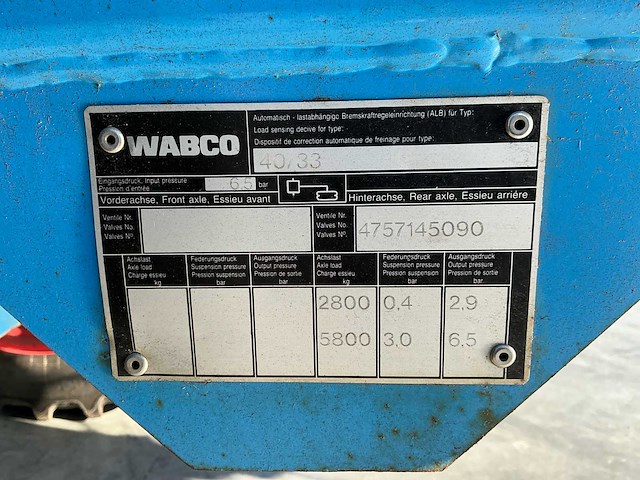 WABCO
Automatisch - lastabhängige Bremskraftregeleinrichtung (ALB) für Typ:
Load sensing decive for type:
Dispositif de correction automatique de freinage pour type:
40/33
Eingangsdruck, Input pressure
Pression d'entrée
6.5 bar
Vorderachse, Front axle, Essieu avant
Hinterachse, Rear axle, Essieu arrière
Ventile Nr.
Valves No.
Valves Nº.
Ventile Nr.
Valves No.
Valves Nº.
4757145090
Achslast
Axle load
Charge essieu
kg
Federungsdruck
Suspension pressure
Pression suspension
bar
Ausgangsdruck
Output pressure
Pression de sortie
bar
Achslast
Axle load
Charge essieu
kg
Federungsdruck
Suspension pressure
Pression suspension
bar
Ausgangsdruck
Output pressure
Pression de sortie
bar
2800 0,4 2,9
5800 3,0 6,5